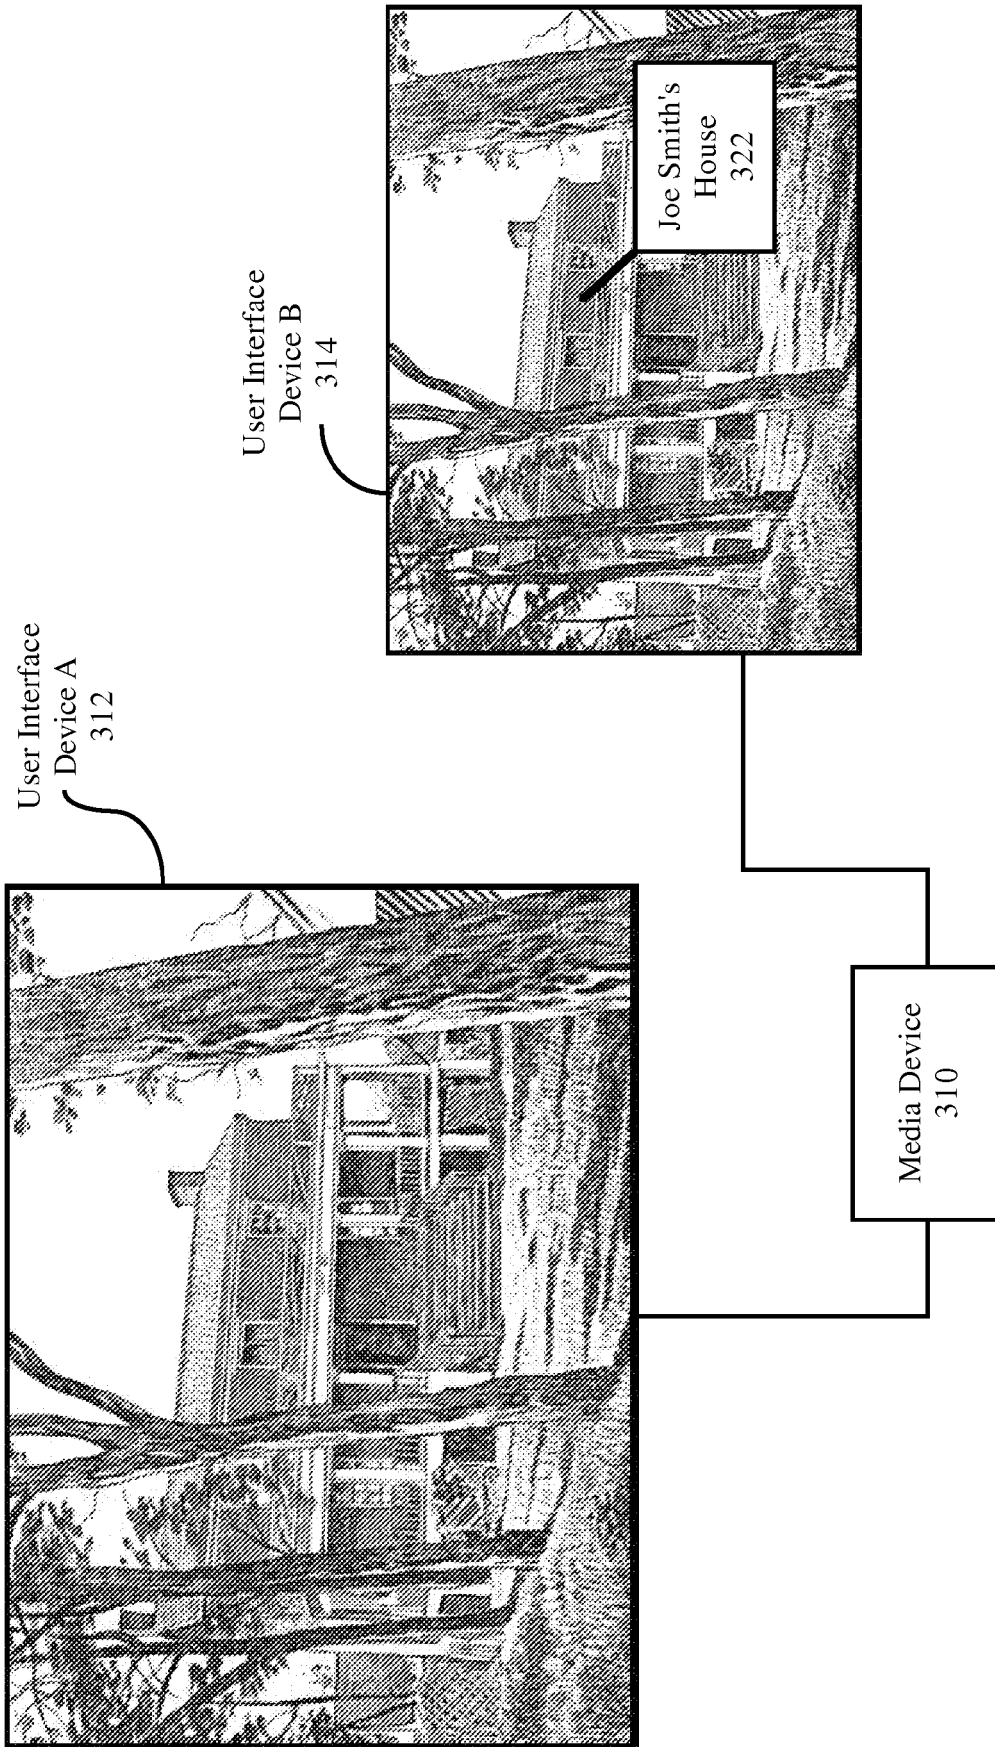 User Interface
Device A
312
User Interface
Device B
314
Joe Smith's
House
322
Media Device
310